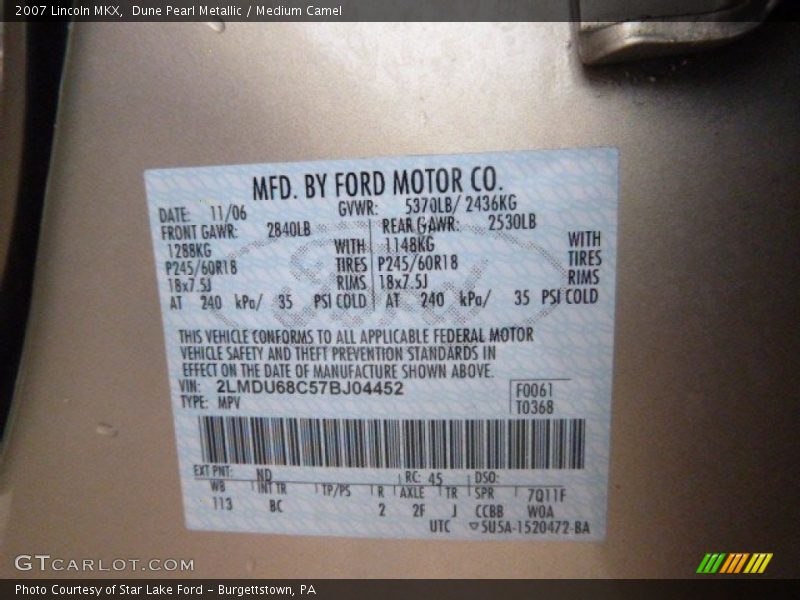 2007 Lincoln MKX,  Dune Pearl Metallic / Medium Camel
MFD. BY FORD MOTOR CO.
DATE: 11/06 GVWR: 5370LB/ 2436KG
FRONT GAWR: 2840LB REAR GAWR: 2530LB
1288KG WITH 1148KG WITH
P245/60R18 TIRES P245/60R18 TIRES
18x7.5J RIMS 18x7.5J RIMS
AT 240 kPa/ 35 PSI COLD AT 240 kPa/ 35 PSI COLD
THIS VEHICLE CONFORMS TO ALL APPLICABLE FEDERAL MOTOR
VEHICLE SAFETY AND THEFT PREVENTION STANDARDS IN
EFFECT ON THE DATE OF MANUFACTURE SHOWN ABOVE.
VIN: 2LMDU68C57BJ04452 F0061
TYPE: MPV T0368
EXT PNT: ND RC: 45 DSO:
WB INT TR TP/PS R AXLE TR SPR 7Q11F
113 BC 2 2F J CCBB WOA
UTC 5U5A-1520472-BA
Ford
GTCARLOT.COM
Photo Courtesy of Star Lake Ford - Burgettstown, PA